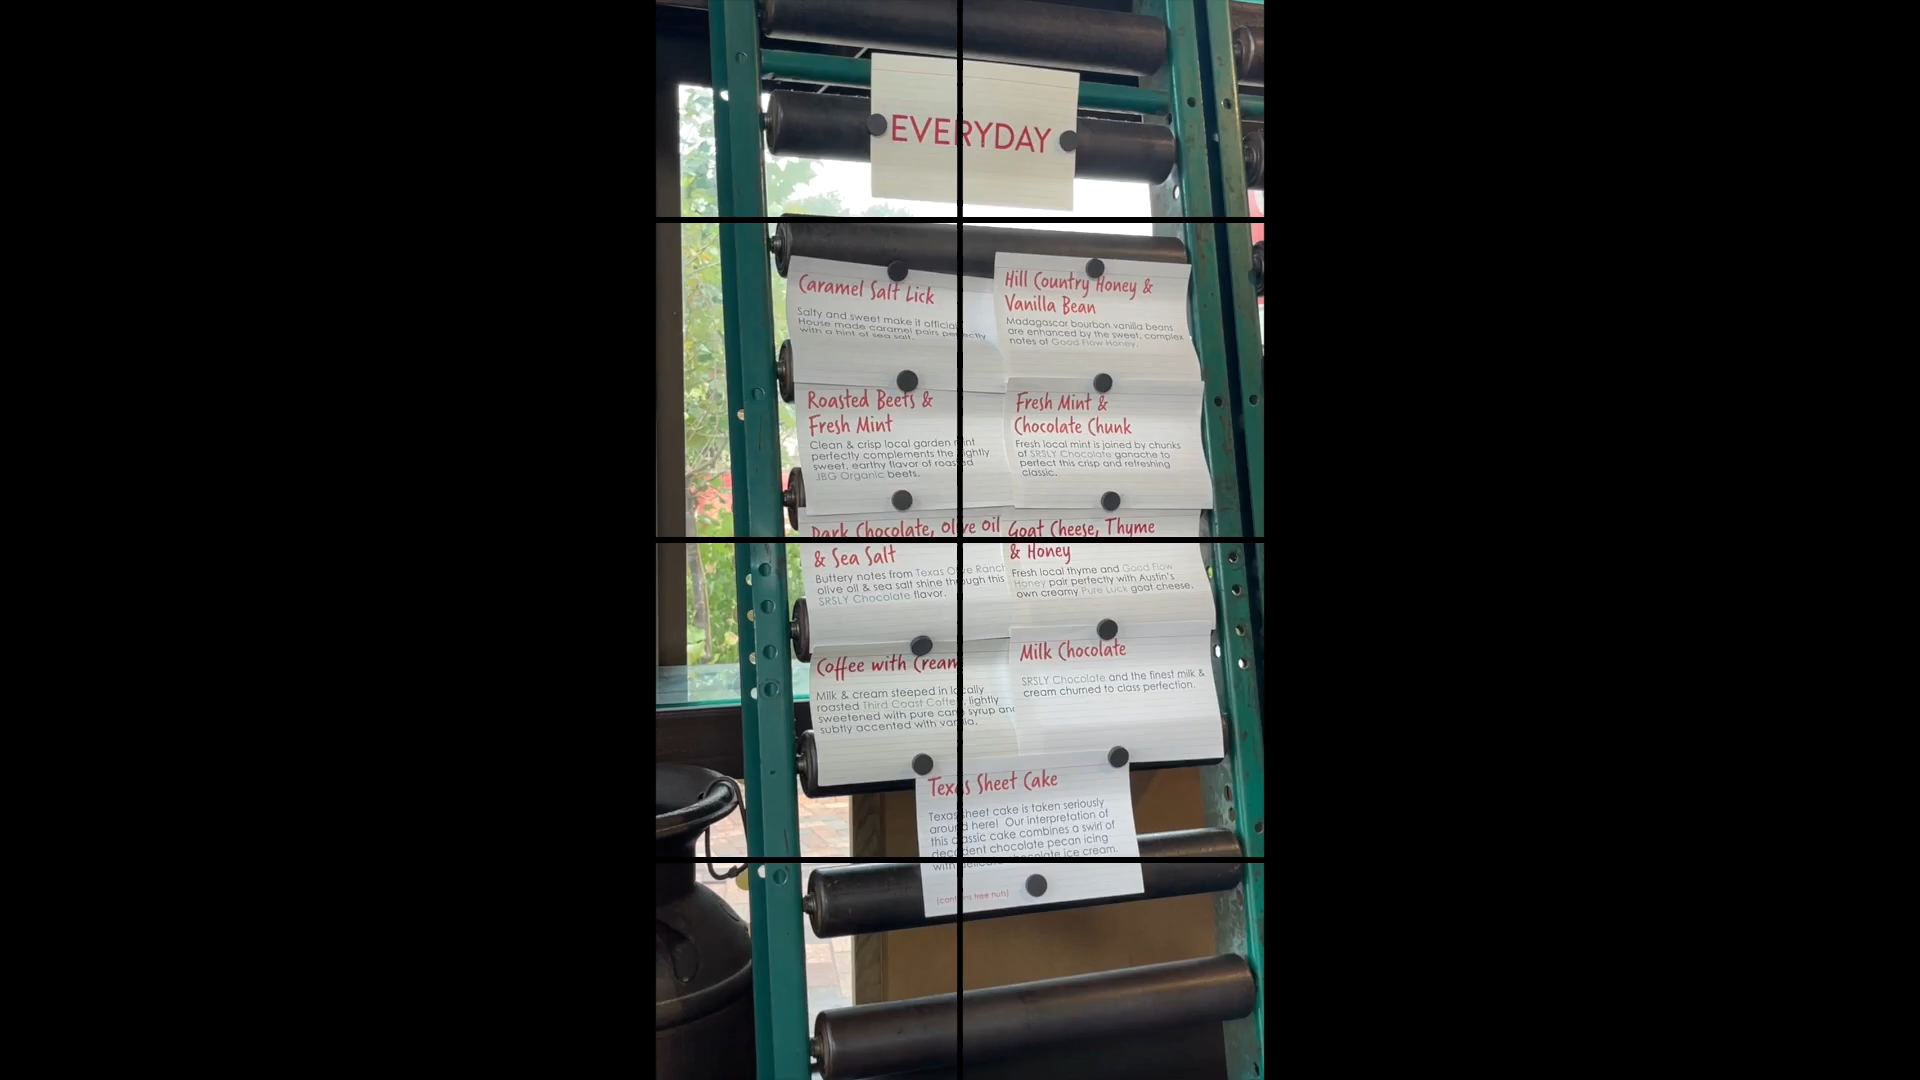 EVERYDAY
Caramel Salt Lick
Salty and sweet make it official
House made caramel pairs perfectly
with a hint of sea salt.
Hill Country Honey &
Vanilla Bean
Madagascar bourbon vanilla beans
are enhanced by the sweet, complex
notes of Good Flow Honey.
Roasted Beets &
Fresh Mint
Clean & crisp local garden mint
perfectly complements the lightly
sweet, earthy flavor of roasted
JBG Organic beets.
Fresh Mint &
Chocolate Chunk
Fresh local mint is joined by chunks
of SRSLY Chocolate ganache to
perfect this crisp and refreshing
classic.
Dark Chocolate, Olive Oil
& Sea Salt
Buttery notes from Texas Olive Ranch
olive oil & sea salt shine through this
SRSLY Chocolate flavor.
Goat Cheese, Thyme
& Honey
Fresh local thyme and Good Flow
Honey pair perfectly with Austin's
own creamy Pure Luck goat cheese.
Coffee with Cream
Milk & cream steeped in locally
roasted Third Coast Coffee, lightly
sweetened with pure cane syrup and
subtly accented with vanilla.
Milk Chocolate
SRSLY Chocolate and the finest milk &
cream churned to class perfection.
Texas Sheet Cake
Texas sheet cake is taken seriously
around here! Our interpretation of
this classic cake combines a swirl of
decadent chocolate pecan icing
with delicate chocolate ice cream.
(contains tree nuts)